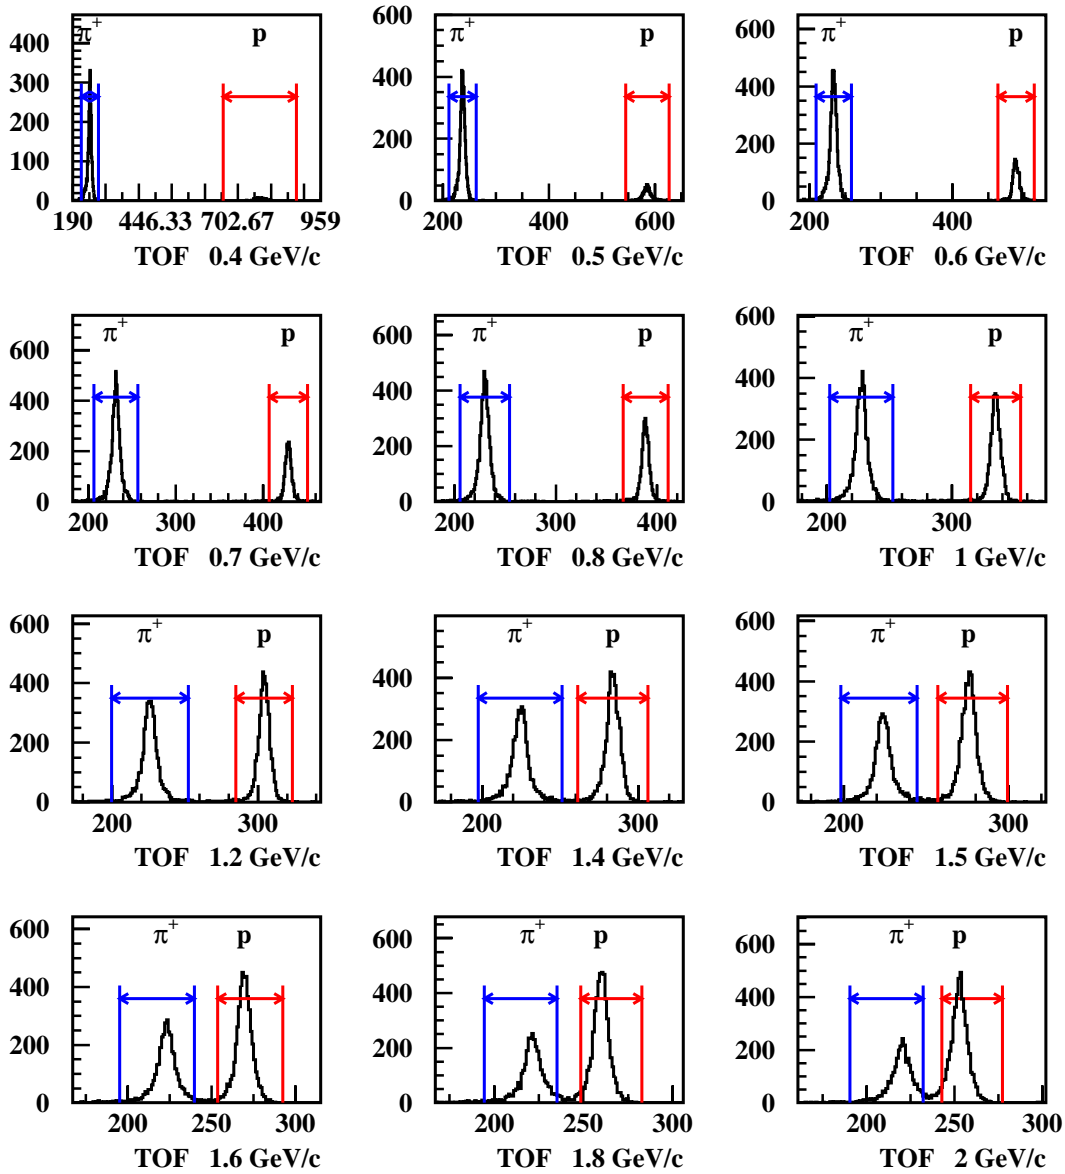 π+ p
400
300
200
100
0
190 446.33 702.67 959
TOF 0.4 GeV/c
π+ p
600
400
200
0
200 400 600
TOF 0.5 GeV/c
π+ p
600
400
200
0
200 400
TOF 0.6 GeV/c
π+ p
600
400
200
0
200 300 400
TOF 0.7 GeV/c
π+ p
600
400
200
0
200 300 400
TOF 0.8 GeV/c
π+ p
600
400
200
0
200 300
TOF 1 GeV/c
π+ p
600
400
200
0
200 300
TOF 1.2 GeV/c
π+ p
400
200
0
200 300
TOF 1.4 GeV/c
π+ p
600
400
200
0
200 300
TOF 1.5 GeV/c
π+ p
600
400
200
0
200 250 300
TOF 1.6 GeV/c
π+ p
600
400
200
0
200 250 300
TOF 1.8 GeV/c
π+ p
600
400
200
0
200 250 300
TOF 2 GeV/c